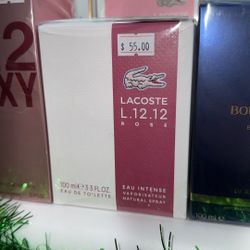 $ 55.00
LACOSTE
L.12.12
ROSE
100 ml e 3.3 FL.OZ
EAU DE TOILETTE
EAU INTENSE
VAPORISATEUR
NATURAL SPRAY
2
XY
BO
100 ml e